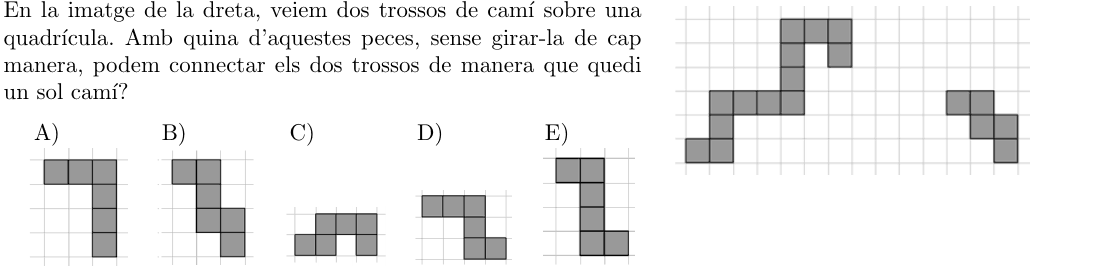 En la imatge de la dreta, veiem dos trossos de camí sobre una
quadrícula. Amb quina d'aquestes peces, sense girar-la de cap
manera, podem connectar els dos trossos de manera que quedi
un sol camí?
A) B) C) D) E)